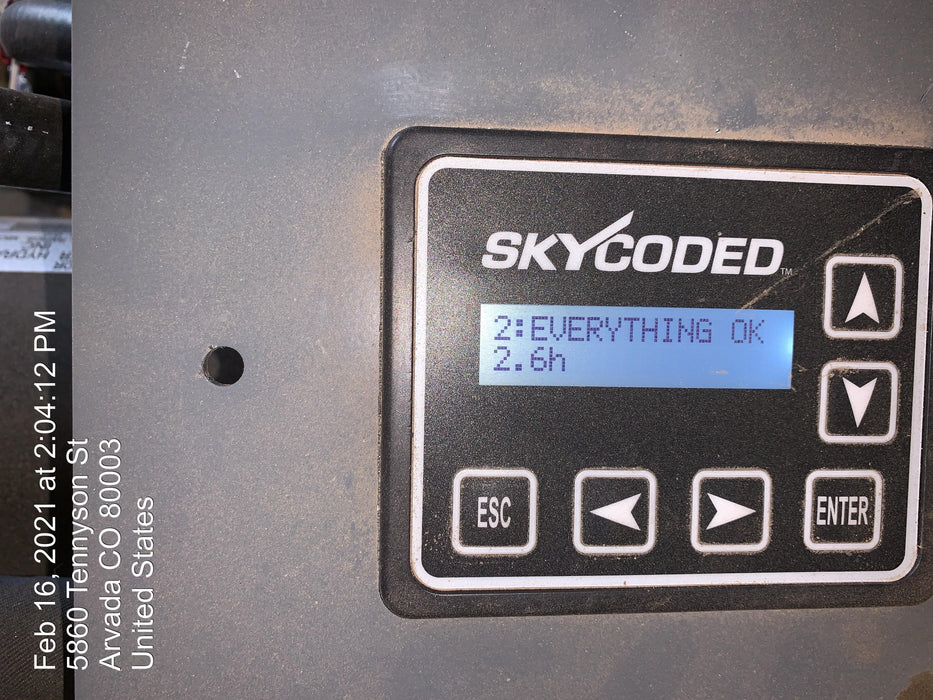 SKYCODED™
2:EVERYTHING OK
2.6h
ESC
ENTER
Feb 16, 2021 at 2:04:12 PM
5860 Tennyson St
Arvada CO 80003
United States